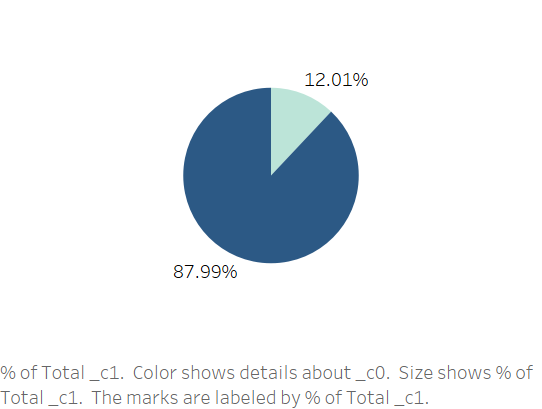 12.01%
87.99%
% of Total _c1.  Color shows details about _c0.  Size shows % of
Total _c1.  The marks are labeled by % of Total _c1.